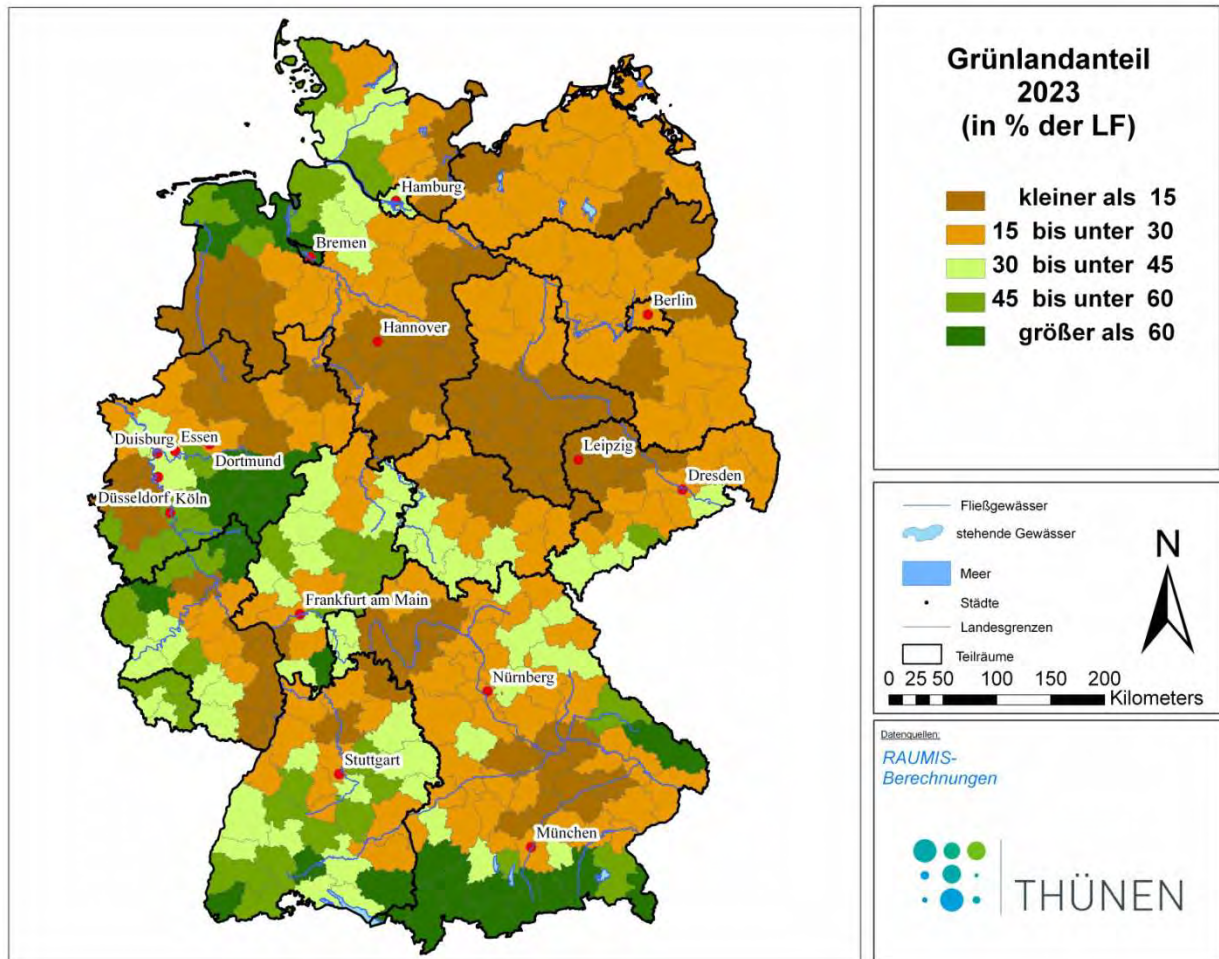 Hamburg
Bremen
Berlin
Hannover
Duisburg
Essen
Dortmund
Leipzig
Dresden
Düsseldorf
Köln
Frankfurt am Main
Nürnberg
Stuttgart
München
Grünlandanteil
2023
(in % der LF)
kleiner als 15
15 bis unter 30
30 bis unter 45
45 bis unter 60
größer als 60
Fließgewässer
stehende Gewässer
Meer
Städte
Landesgrenzen
Teilräume
N
0 25 50 100 150 200
Kilometers
Datenquellen:
RAUMIS-
Berechnungen
THÜNEN